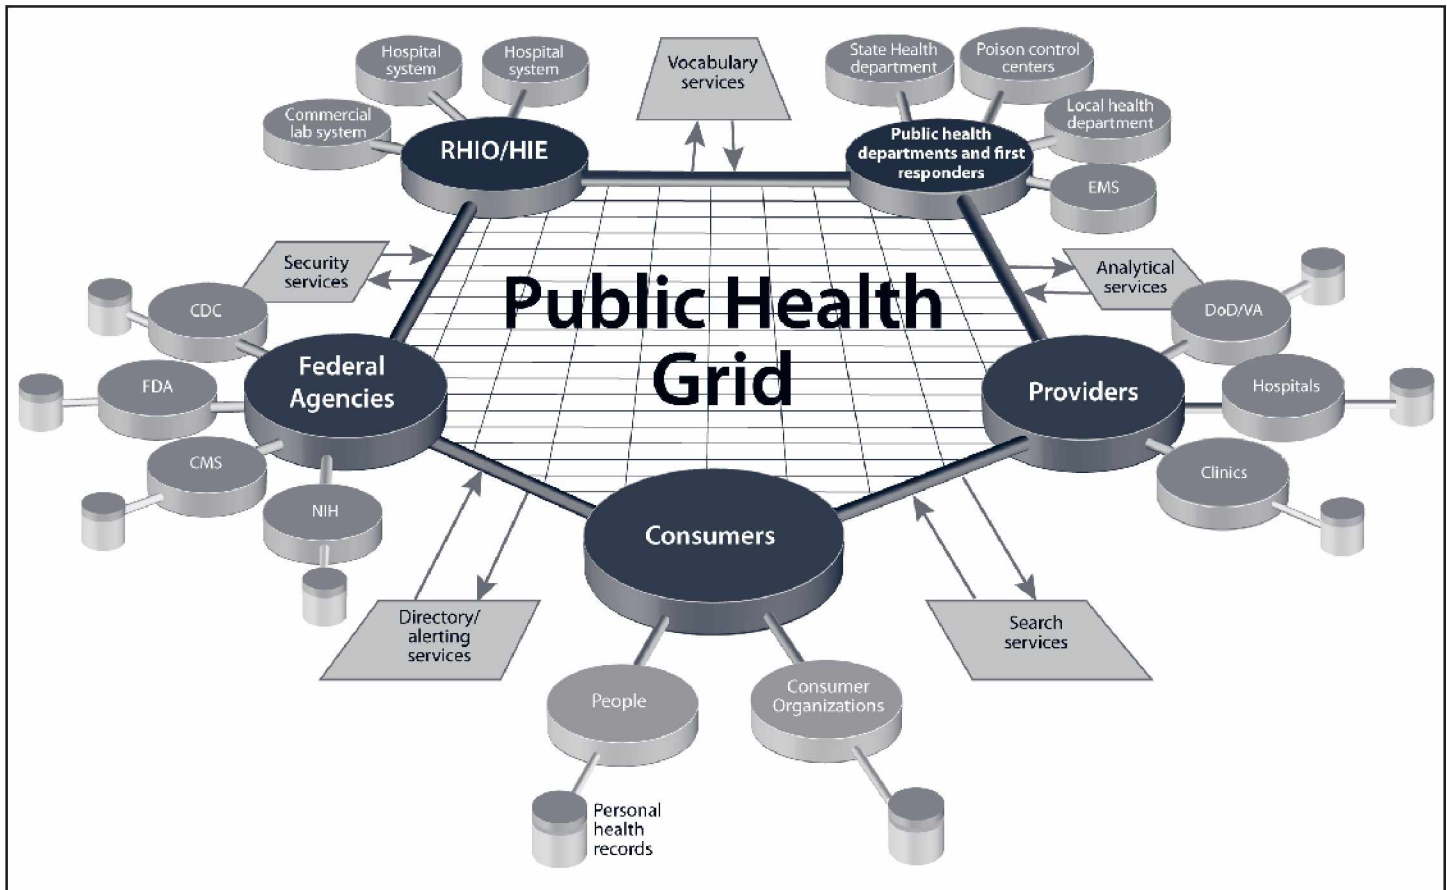 Hospital
system
Hospital
system
Commercial
lab system
RHIO/HIE
Vocabulary
services
State Health
department
Poison control
centers
Local health
department
EMS
Public health
departments and first
responders
Security
services
Public Health
Grid
Analytical
services
CDC
FDA
CMS
NIH
Federal
Agencies
DoD/VA
Hospitals
Clinics
Providers
Consumers
Directory/
alerting
services
Search
services
People
Consumer
Organizations
Personal
health
records